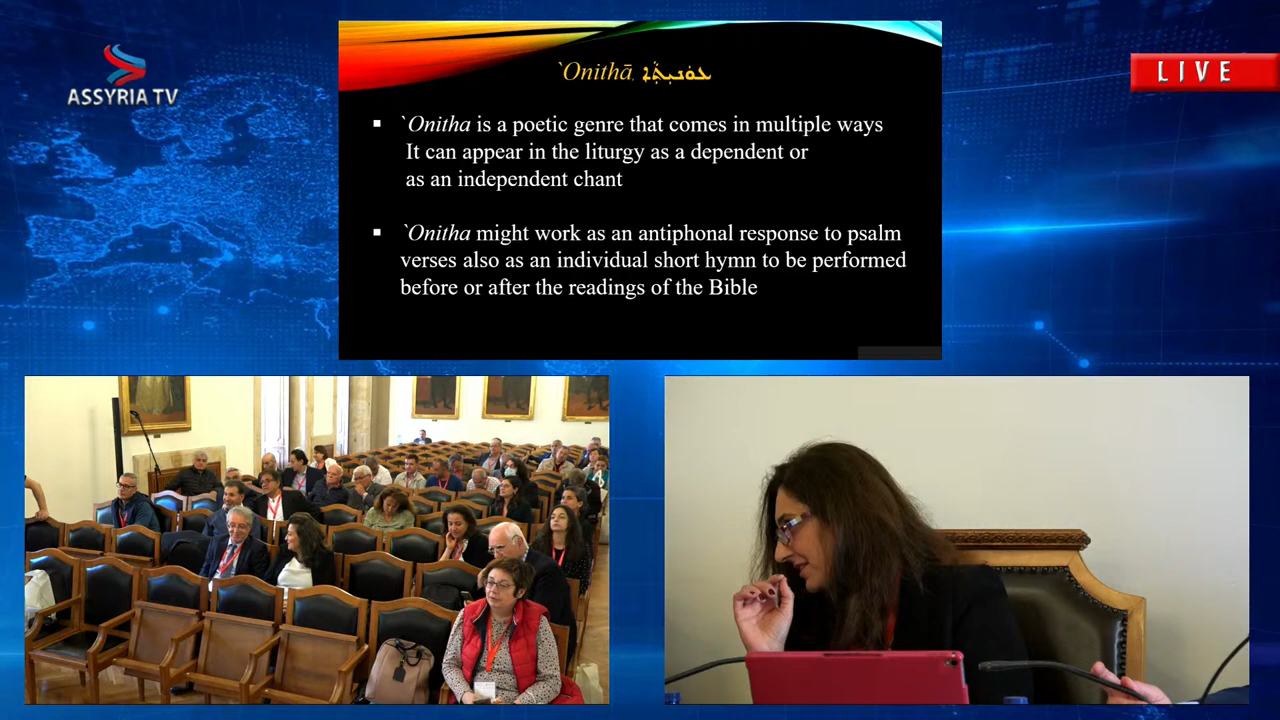 ASSYRIA TV
LIVE
`Onithā, ܥܘܿܢܝܼܬ݂ܵܐ
▪ `Onitha is a poetic genre that comes in multiple ways
It can appear in the liturgy as a dependent or
as an independent chant
▪ `Onitha might work as an antiphonal response to psalm
verses also as an individual short hymn to be performed
before or after the readings of the Bible